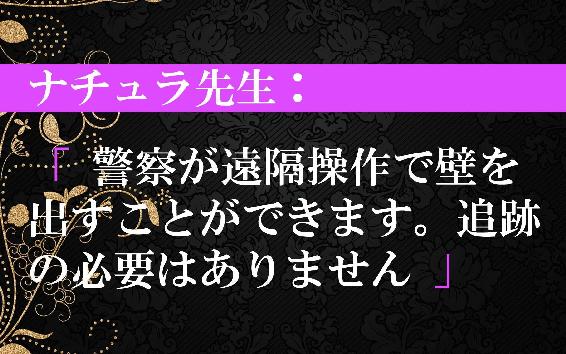 ナチュラ先生：
「 警察が遠隔操作で壁を
出すことができます。追跡
の必要はありません 」